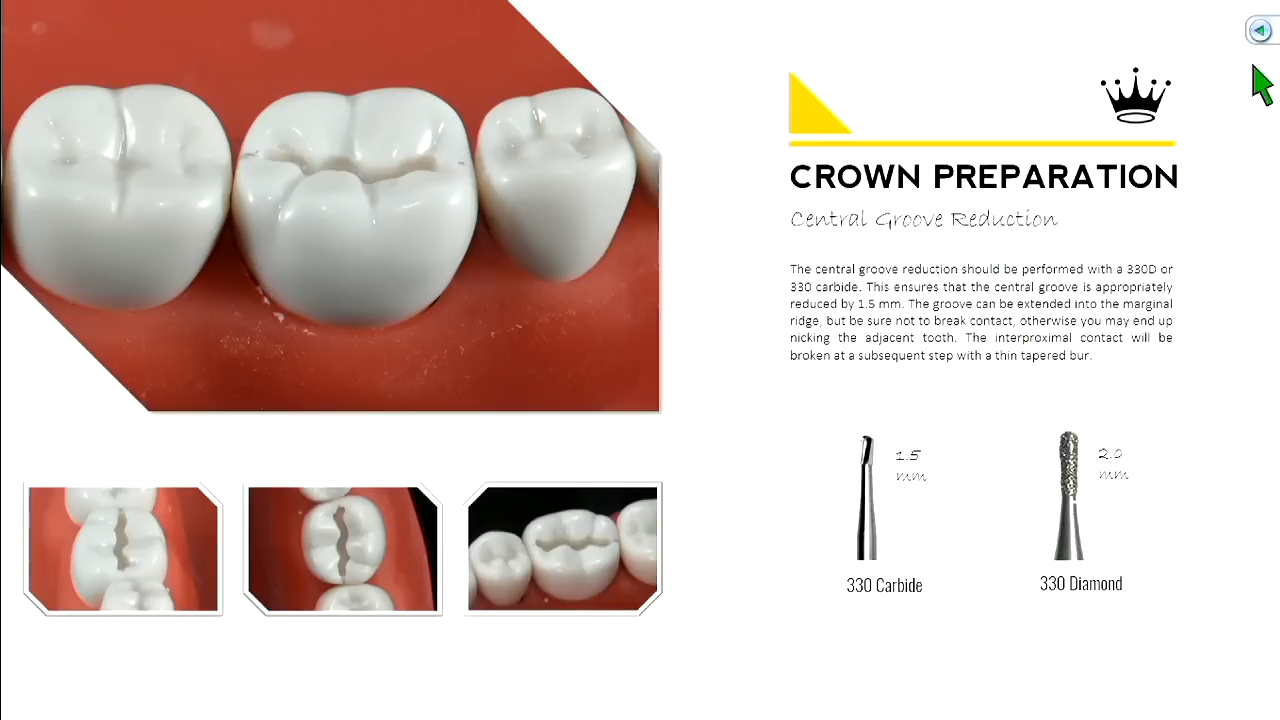 CROWN PREPARATION
Central Groove Reduction
The central groove reduction should be performed with a 330D or
330 carbide. This ensures that the central groove is appropriately
reduced by 1.5 mm. The groove can be extended into the marginal
ridge, but be sure not to break contact, otherwise you may end up
nicking the adjacent tooth. The interproximal contact will be
broken at a subsequent step with a thin tapered bur.
1.5
mm
330 Carbide
2.0
mm
330 Diamond